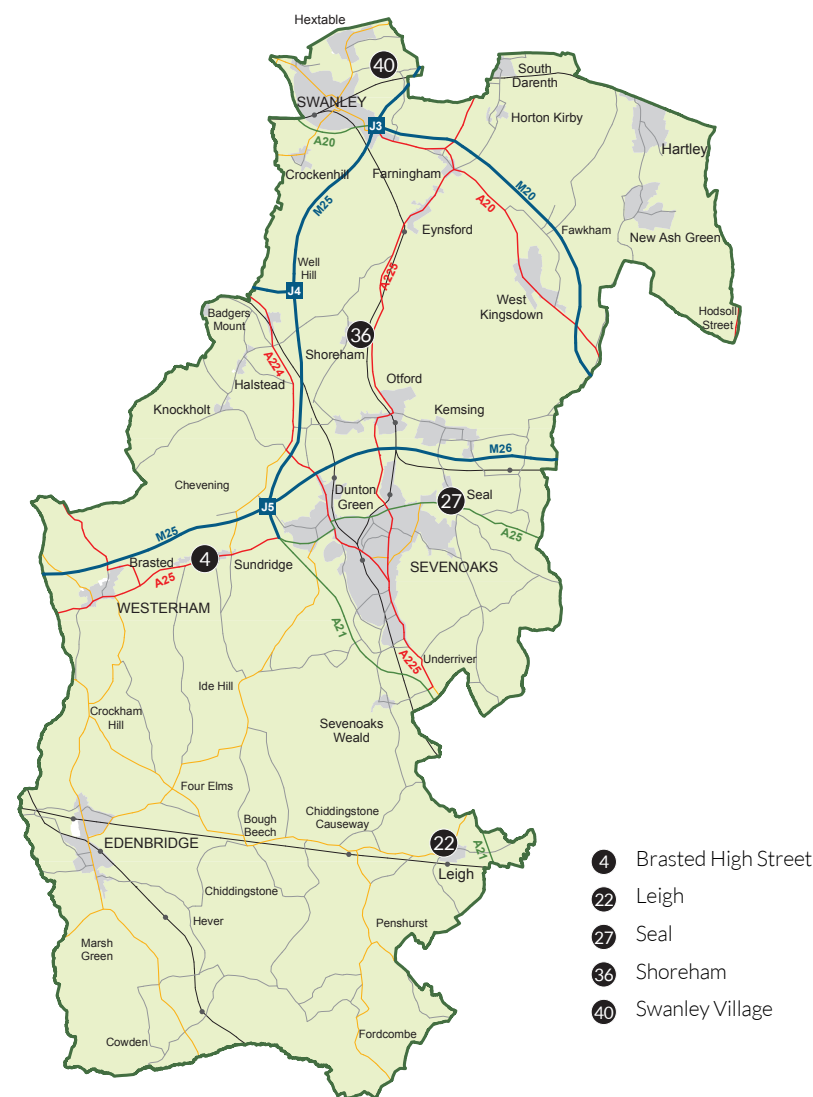 Hextable
40
South
Darenth
SWANLEY
Horton Kirby
J3
A20
Hartley
Crockenhill
Farningham
M25
M20
A20
Eynsford
Fawkham
New Ash Green
Well
Hill
A225
J4
West
Kingsdown
Badgers
Mount
Hodsoll
Street
36
Shoreham
A224
Halstead
Otford
Knockholt
Kemsing
M26
Chevening
Dunton
Green
27
Seal
J5
M25
A25
4
Brasted
Sundridge
SEVENOAKS
A25
WESTERHAM
A21
A225
Underriver
Ide Hill
Crockham
Hill
Sevenoaks
Weald
Four Elms
Bough
Beech
Chiddingstone
Causeway
EDENBRIDGE
22
A21
Leigh
Chiddingstone
Hever
Penshurst
Marsh
Green
Cowden
Fordcombe
4 Brasted High Street
22 Leigh
27 Seal
36 Shoreham
40 Swanley Village